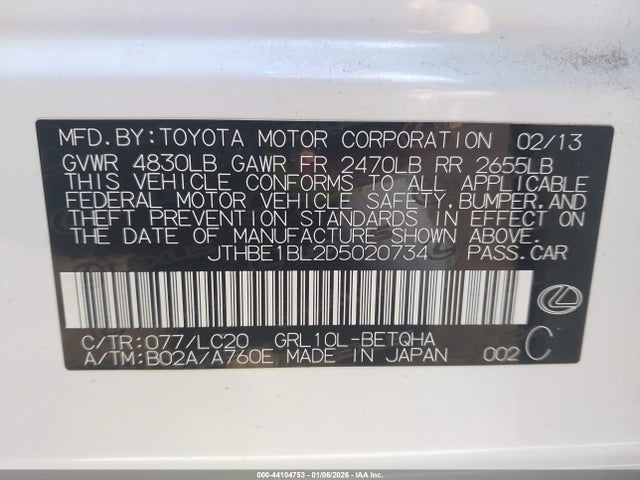 MFD.BY:TOYOTA MOTOR CORPORATION 02/13
GVWR 4830LB GAWR FR 2470LB RR 2655LB
THIS VEHICLE CONFORMS TO ALL APPLICABLE
FEDERAL MOTOR VEHICLE SAFETY,BUMPER,AND
THEFT PREVENTION STANDARDS IN EFFECT ON
THE DATE OF MANUFACTURE SHOWN ABOVE.
JTHBE1BL2D5020734 PASS.CAR
C/TR:077/LC20 GRL10L-BETQHA
A/TM:B02A/A760E MADE IN JAPAN 002 C
000-44104753 - 01/06/2026 - IAA, Inc.